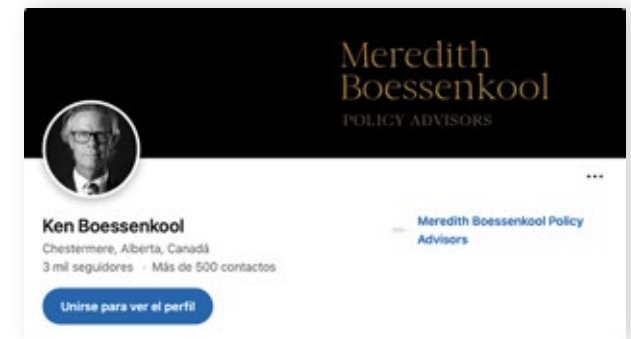 Meredith
Boessenkool
POLICY ADVISORS
Ken Boessenkool
Chestermere, Alberta, Canadá
3 mil seguidores · Más de 500 contactos
Unirse para ver el perfil
Meredith Boessenkool Policy
Advisors